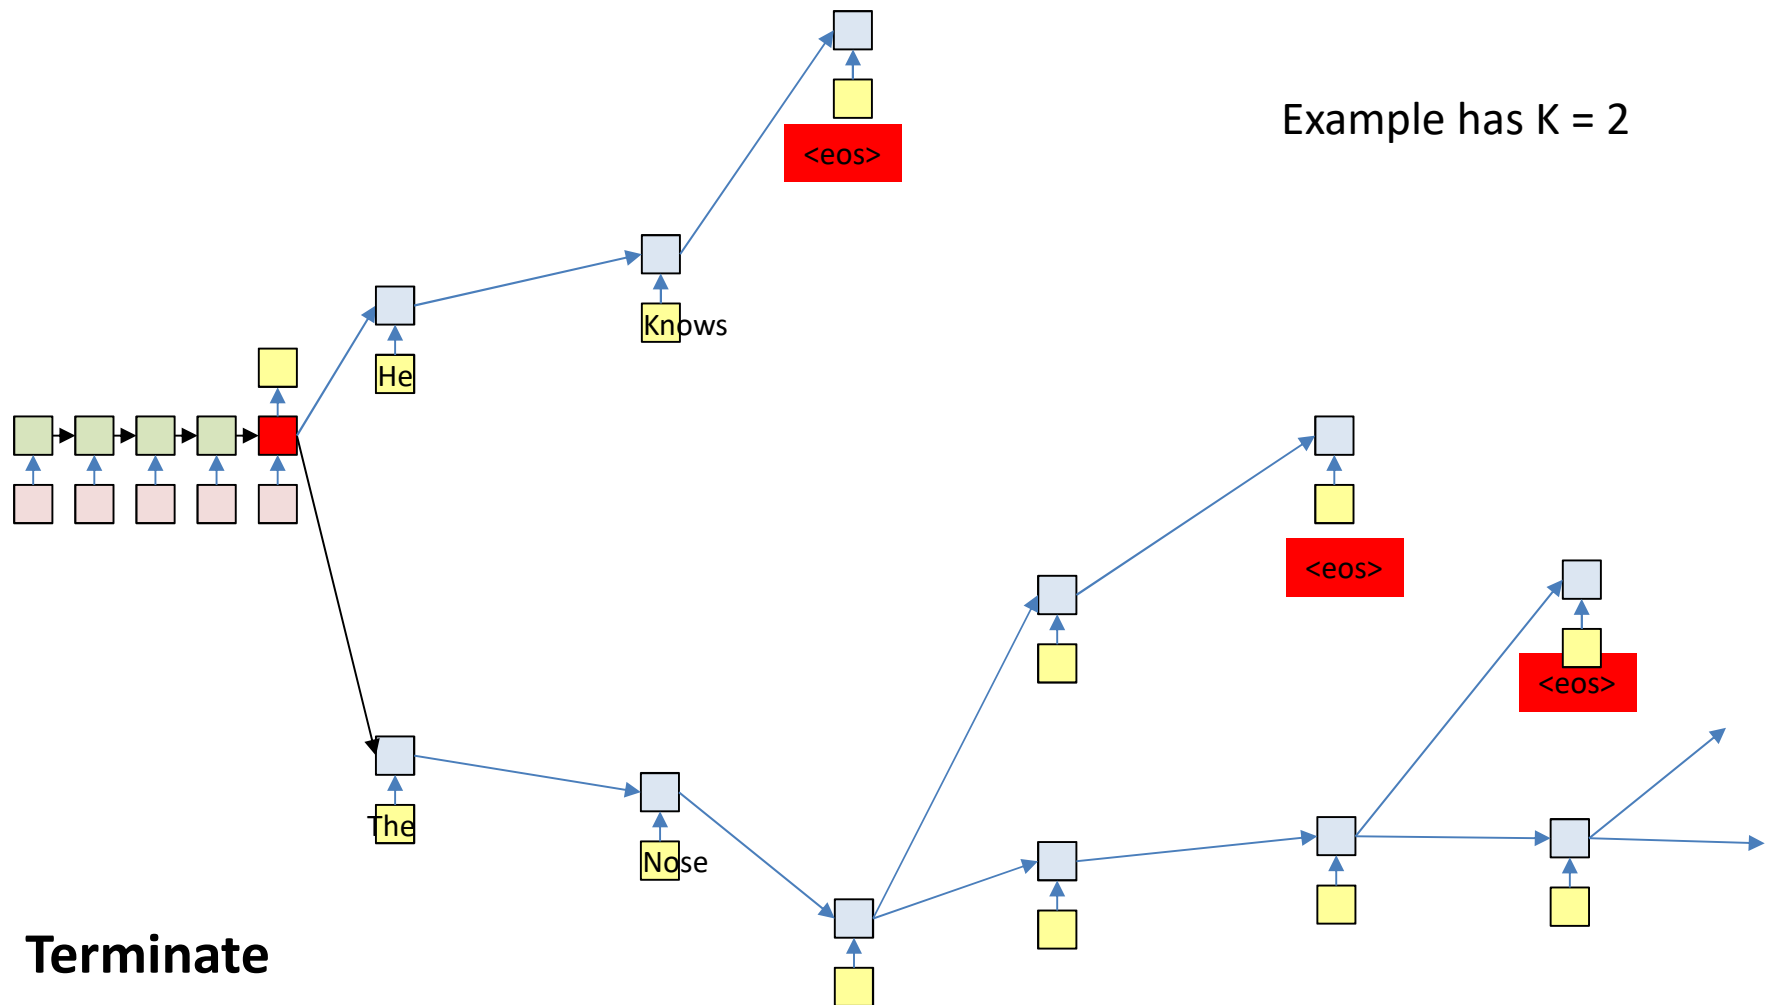 Example has K = 2
<eos>
Knows
He
<eos>
<eos>
The
Nose
Terminate